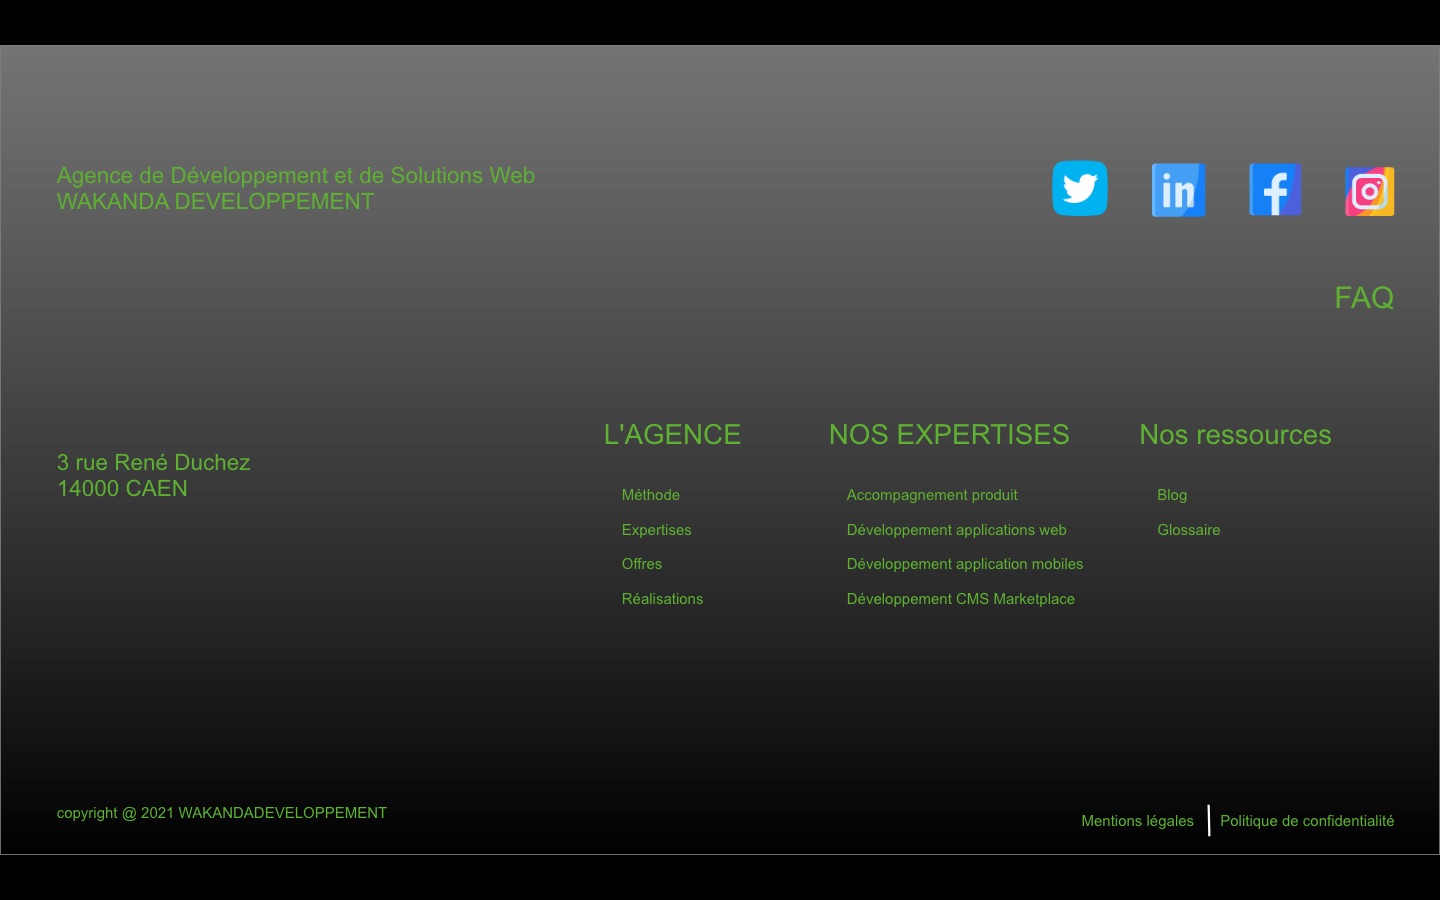 Agence de Développement et de Solutions Web
WAKANDA DEVELOPPEMENT
FAQ
3 rue René Duchez
14000 CAEN
L'AGENCE
Méthode
Expertises
Offres
Réalisations
NOS EXPERTISES
Accompagnement produit
Développement applications web
Développement application mobiles
Développement CMS Marketplace
Nos ressources
Blog
Glossaire
copyright @ 2021 WAKANDADEVELOPPEMENT
Mentions légales
Politique de confidentialité